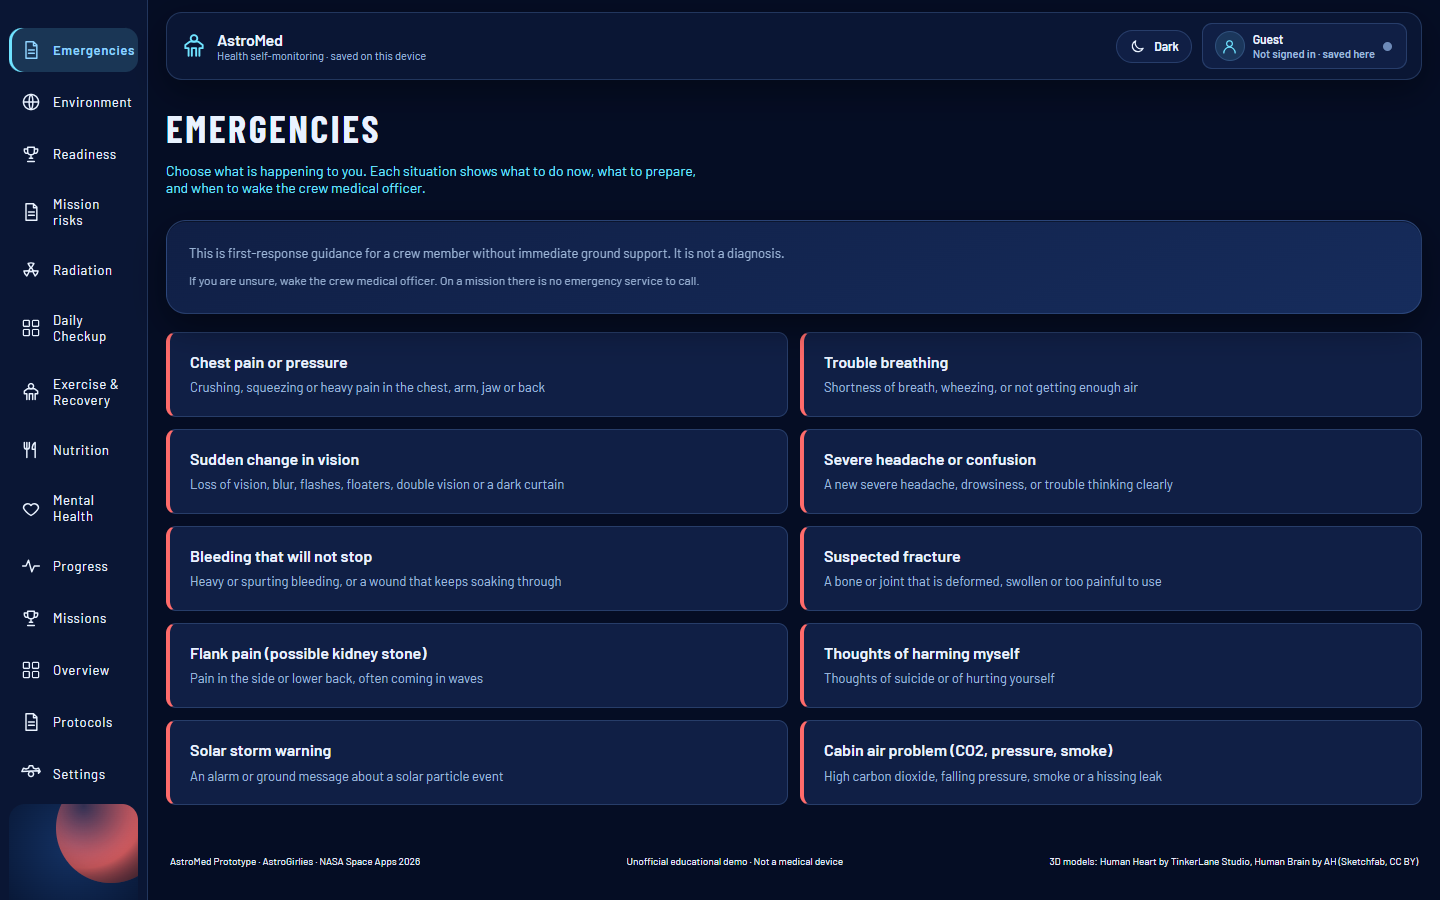 Emergencies
Environment
Readiness
Mission
risks
Radiation
Daily
Checkup
Exercise &
Recovery
Nutrition
Mental
Health
Progress
Missions
Overview
Protocols
Settings
AstroMed
Health self-monitoring · saved on this device
Dark
Guest
Not signed in · saved here
EMERGENCIES
Choose what is happening to you. Each situation shows what to do now, what to prepare,
and when to wake the crew medical officer.
This is first-response guidance for a crew member without immediate ground support. It is not a diagnosis.
If you are unsure, wake the crew medical officer. On a mission there is no emergency service to call.
Chest pain or pressure
Crushing, squeezing or heavy pain in the chest, arm, jaw or back
Trouble breathing
Shortness of breath, wheezing, or not getting enough air
Sudden change in vision
Loss of vision, blur, flashes, floaters, double vision or a dark curtain
Severe headache or confusion
A new severe headache, drowsiness, or trouble thinking clearly
Bleeding that will not stop
Heavy or spurting bleeding, or a wound that keeps soaking through
Suspected fracture
A bone or joint that is deformed, swollen or too painful to use
Flank pain (possible kidney stone)
Pain in the side or lower back, often coming in waves
Thoughts of harming myself
Thoughts of suicide or of hurting yourself
Solar storm warning
An alarm or ground message about a solar particle event
Cabin air problem (CO2, pressure, smoke)
High carbon dioxide, falling pressure, smoke or a hissing leak
AstroMed Prototype · AstroGirlies · NASA Space Apps 2026
Unofficial educational demo · Not a medical device
3D models: Human Heart by TinkerLane Studio, Human Brain by AH (Sketchfab, CC BY)